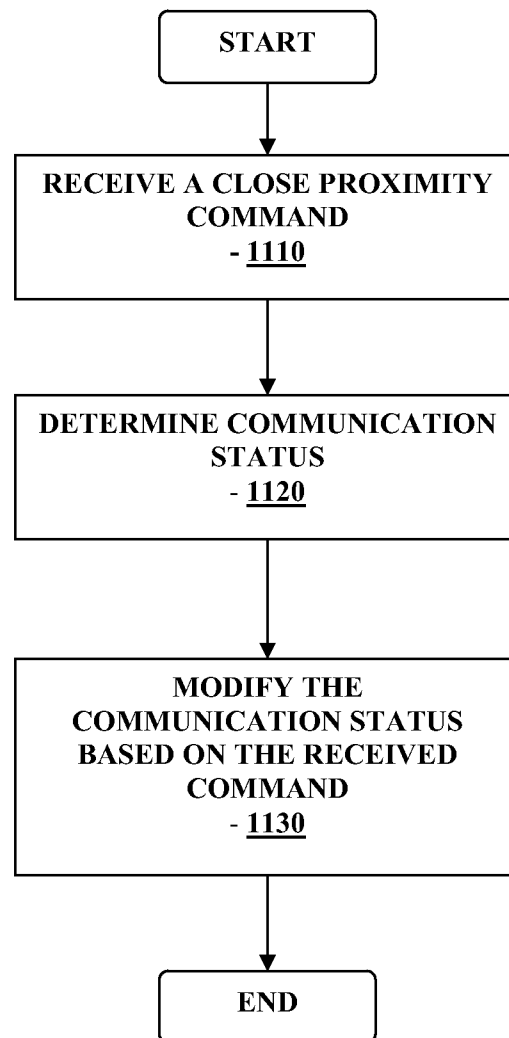 START
RECEIVE A CLOSE PROXIMITY
COMMAND
- 1110
DETERMINE COMMUNICATION
STATUS
- 1120
MODIFY THE
COMMUNICATION STATUS
BASED ON THE RECEIVED
COMMAND
- 1130
END